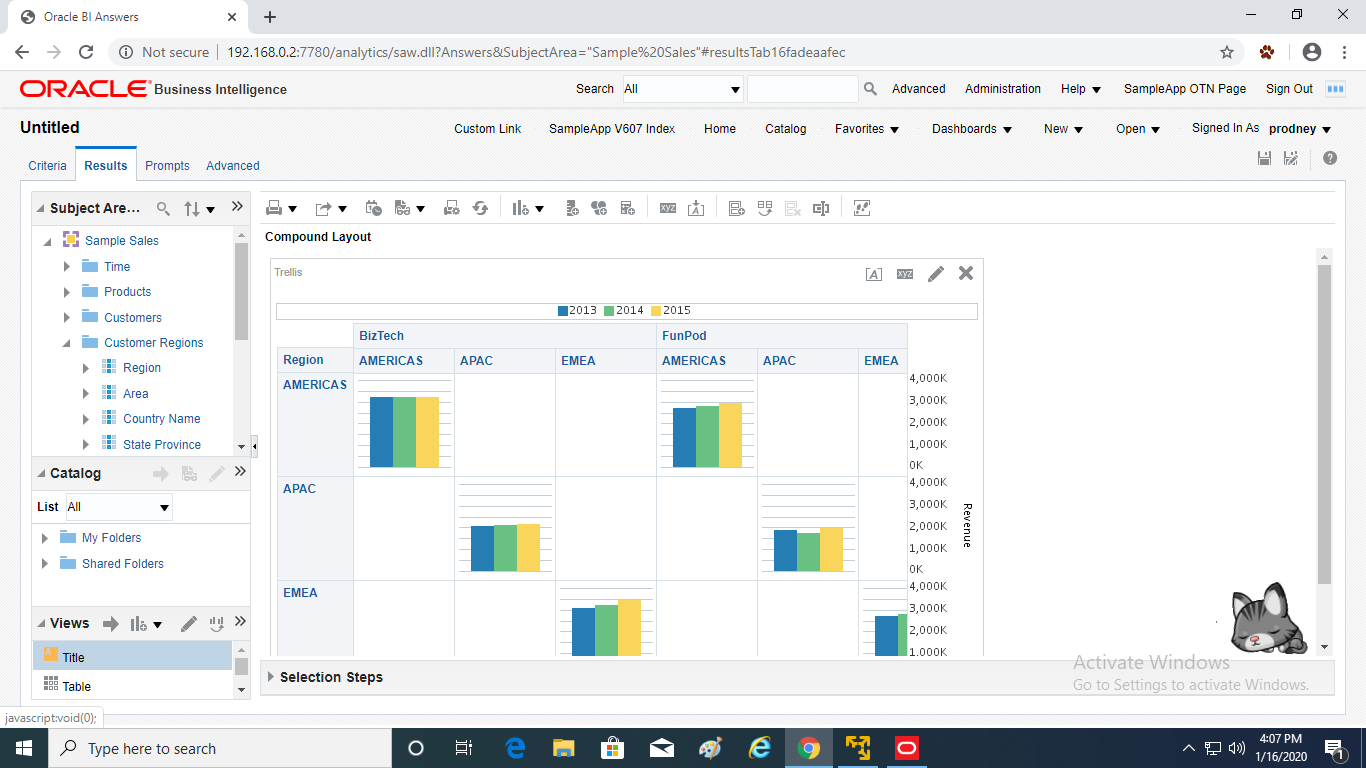 Oracle BI Answers
Not secure
192.168.0.2:7780/analytics/saw.dll?Answers&SubjectArea="Sample%20Sales"#resultsTab16fadeaafec
ORACLE Business Intelligence
Search All Advanced Administration Help SampleApp OTN Page Sign Out
Untitled
Custom Link SampleApp V607 Index Home Catalog Favorites Dashboards New Open Signed In As prodney
Criteria Results Prompts Advanced
Subject Are...
Sample Sales
Time
Products
Customers
Customer Regions
Region
Area
Country Name
State Province
Catalog
List All
My Folders
Shared Folders
Views
Title
Table
xyz A
Compound Layout
Trellis
A xyz
2013 2014 2015
BizTech FunPod
Region AMERICAS APAC EMEA AMERICAS APAC EMEA
AMERICAS
4,000K
3,000K
2,000K
1,000K
0K
APAC
4,000K
3,000K
2,000K
1,000K
0K
Revenue
EMEA
4,000K
3,000K
2,000K
1,000K
Selection Steps
Activate Windows
Go to Settings to activate Windows.
javascript:void(0);
Type here to search
4:07 PM
1/16/2020
1